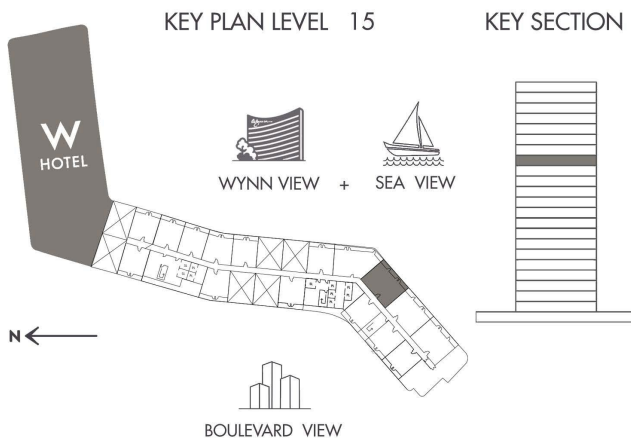 KEY PLAN LEVEL 15
KEY SECTION
W
HOTEL
WYNN VIEW + SEA VIEW
N
BOULEVARD VIEW